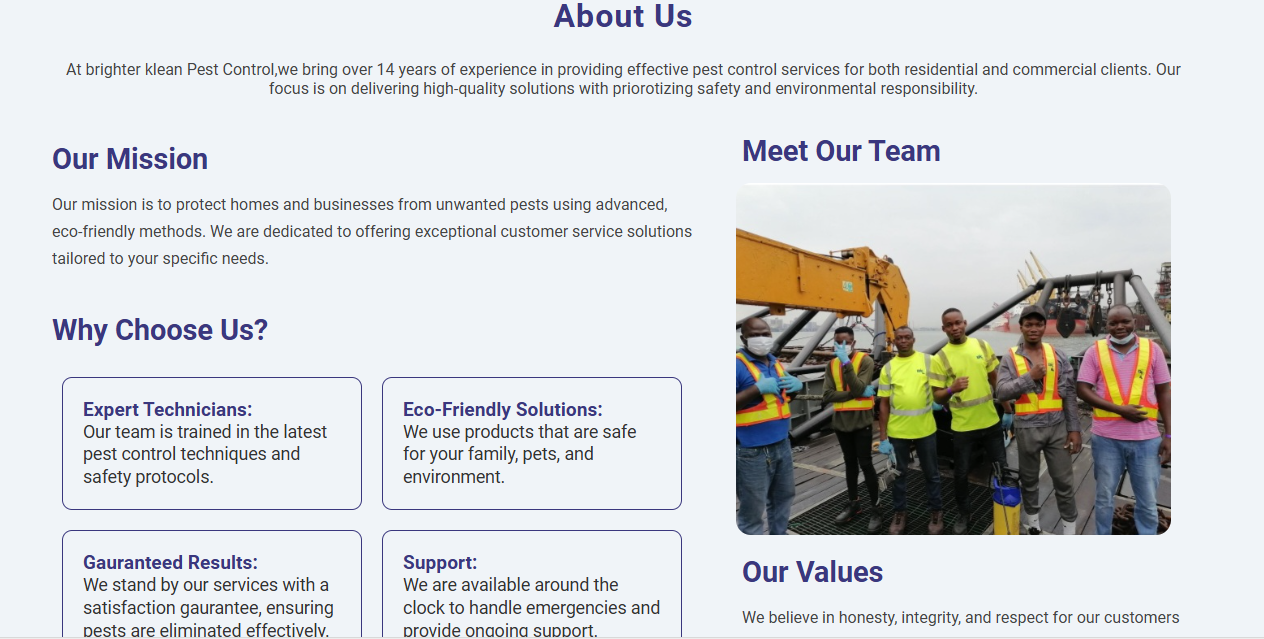 About Us
At brighter klean Pest Control,we bring over 14 years of experience in providing effective pest control services for both residential and commercial clients. Our
focus is on delivering high-quality solutions with priorotizing safety and environmental responsibility.
Our Mission
Our mission is to protect homes and businesses from unwanted pests using advanced,
eco-friendly methods. We are dedicated to offering exceptional customer service solutions
tailored to your specific needs.
Why Choose Us?
Expert Technicians:
Our team is trained in the latest
pest control techniques and
safety protocols.
Eco-Friendly Solutions:
We use products that are safe
for your family, pets, and
environment.
Gauranteed Results:
We stand by our services with a
satisfaction gaurantee, ensuring
pests are eliminated effectively.
Support:
We are available around the
clock to handle emergencies and
provide ongoing support.
Meet Our Team
Our Values
We believe in honesty, integrity, and respect for our customers